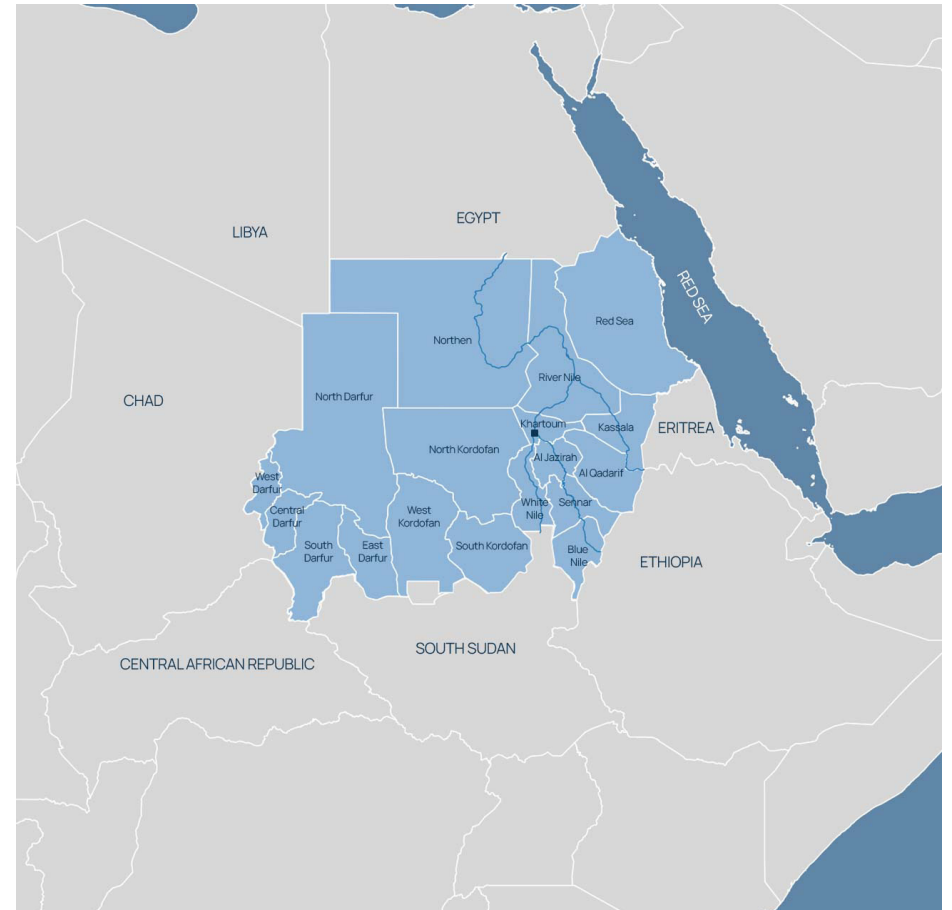 EGYPT
LIBYA
RED SEA
Red Sea
Northen
River Nile
North Darfur
CHAD
Khartoum
Kassala
ERITREA
North Kordofan
Al Jazirah
Al Qadarif
West
Darfur
Central
Darfur
West
Kordofan
White
Nile
Sennar
South
Darfur
East
Darfur
South Kordofan
Blue
Nile
ETHIOPIA
SOUTH SUDAN
CENTRAL AFRICAN REPUBLIC